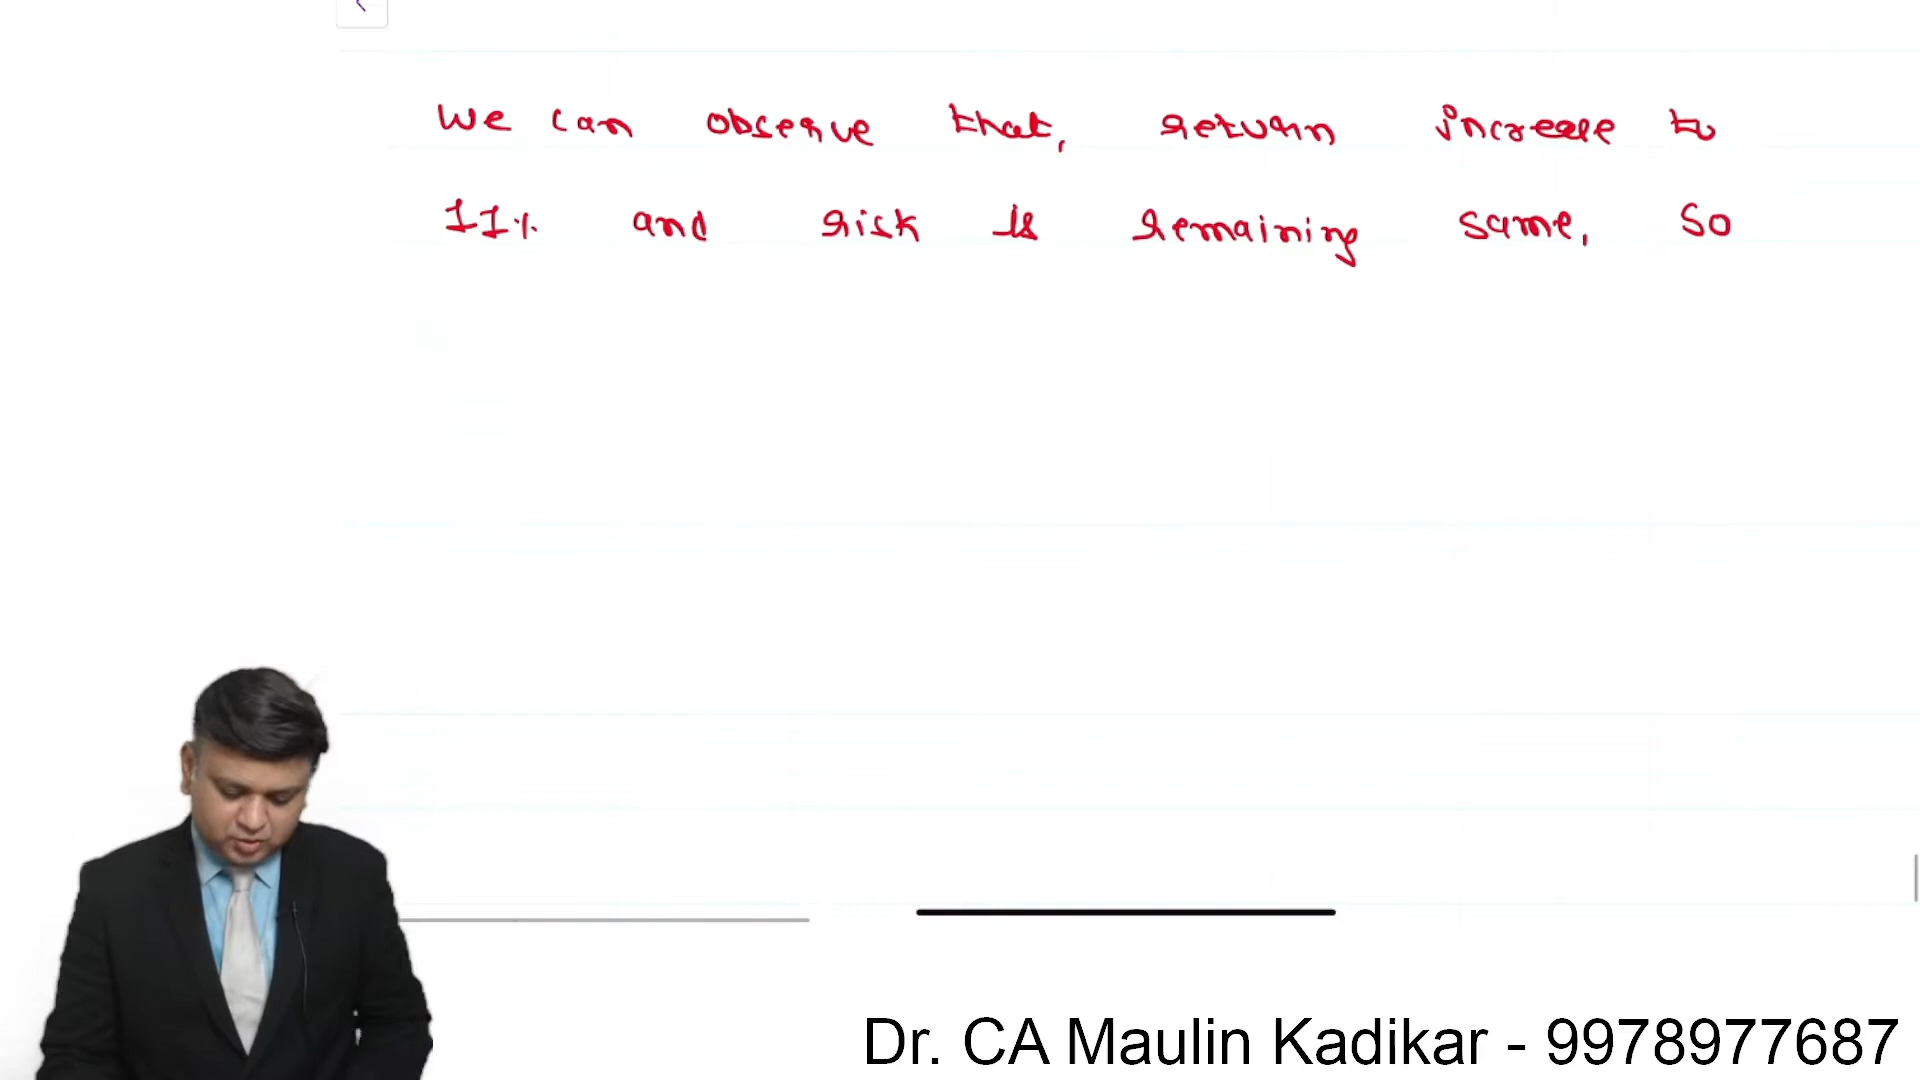 We can observe that, return increase to
11% and risk is remaining same, so
Dr. CA Maulin Kadikar - 9978977687